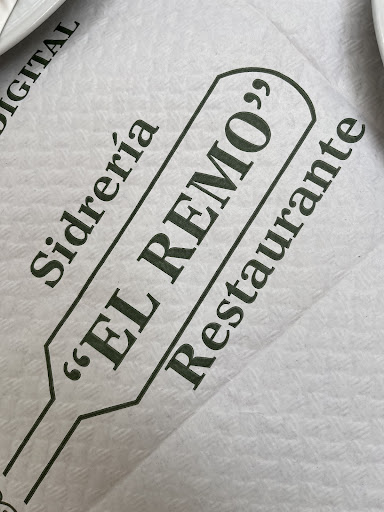 DIGITAL
Sidrería
“EL REMO”
Restaurante